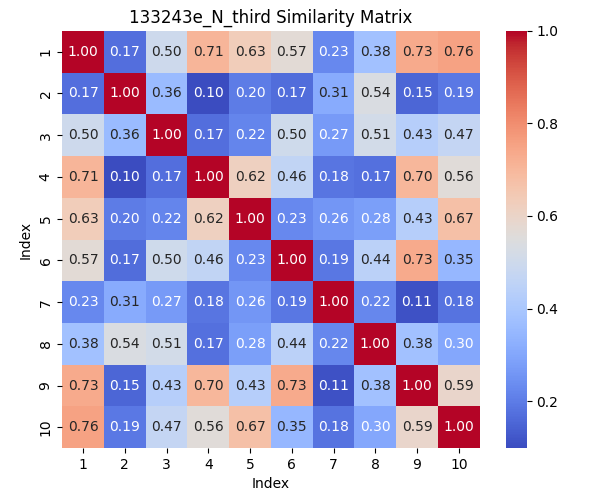 133243e_N_third Similarity Matrix
1 1.00 0.17 0.50 0.71 0.63 0.57 0.23 0.38 0.73 0.76
2 0.17 1.00 0.36 0.10 0.20 0.17 0.31 0.54 0.15 0.19
3 0.50 0.36 1.00 0.17 0.22 0.50 0.27 0.51 0.43 0.47
4 0.71 0.10 0.17 1.00 0.62 0.46 0.18 0.17 0.70 0.56
5 0.63 0.20 0.22 0.62 1.00 0.23 0.26 0.28 0.43 0.67
6 0.57 0.17 0.50 0.46 0.23 1.00 0.19 0.44 0.73 0.35
7 0.23 0.31 0.27 0.18 0.26 0.19 1.00 0.22 0.11 0.18
8 0.38 0.54 0.51 0.17 0.28 0.44 0.22 1.00 0.38 0.30
9 0.73 0.15 0.43 0.70 0.43 0.73 0.11 0.38 1.00 0.59
10 0.76 0.19 0.47 0.56 0.67 0.35 0.18 0.30 0.59 1.00
1 2 3 4 5 6 7 8 9 10
Index
Index
1.0
0.8
0.6
0.4
0.2